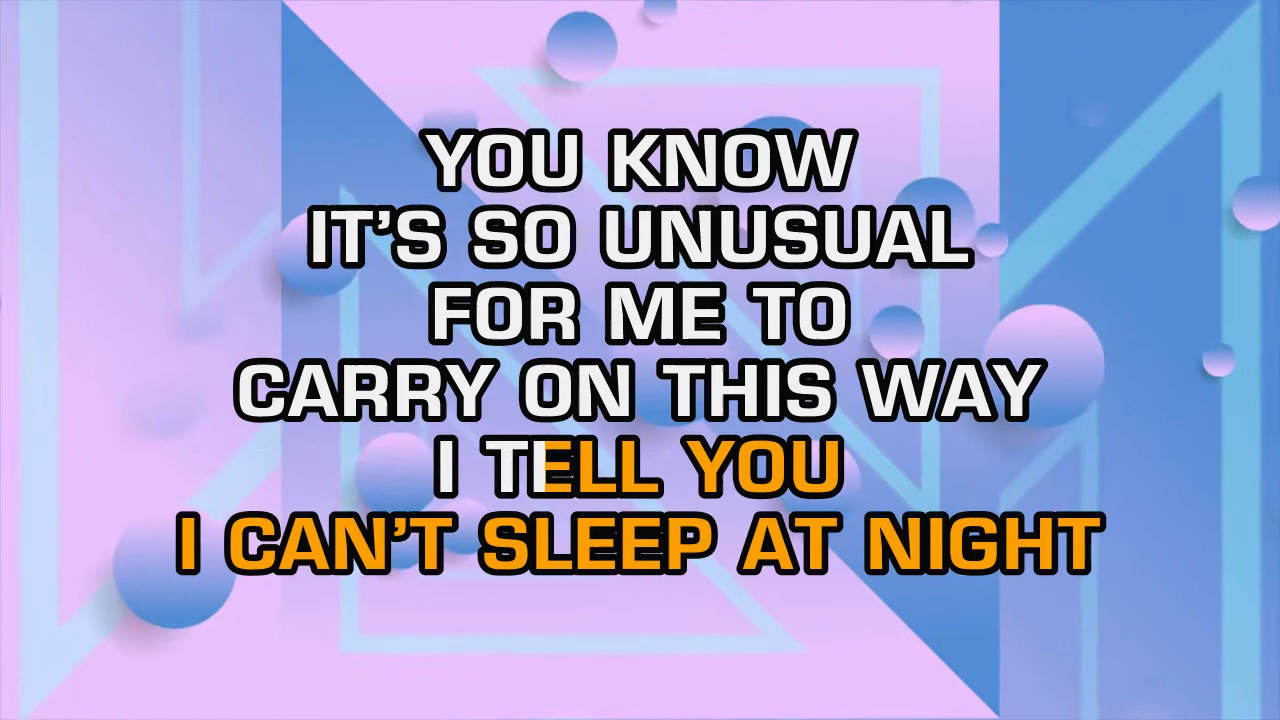 YOU KNOW
IT’S SO UNUSUAL
FOR ME TO
CARRY ON THIS WAY
I TELL YOU
I CAN’T SLEEP AT NIGHT